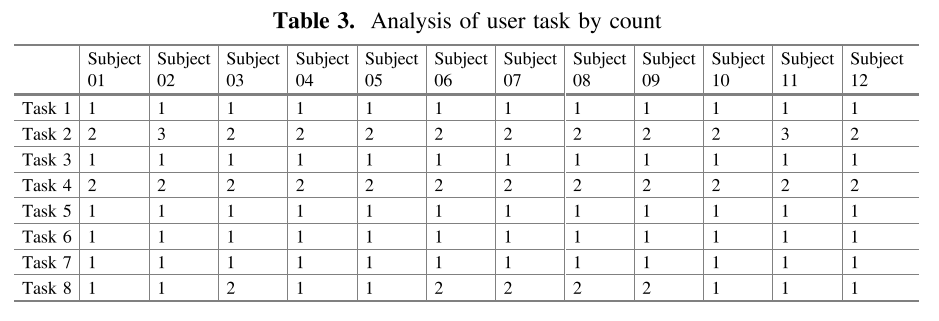 Table 3. Analysis of user task by count
Subject 01 Subject 02 Subject 03 Subject 04 Subject 05 Subject 06 Subject 07 Subject 08 Subject 09 Subject 10 Subject 11 Subject 12
Task 1 1 1 1 1 1 1 1 1 1 1 1 1
Task 2 2 3 2 2 2 2 2 2 2 2 3 2
Task 3 1 1 1 1 1 1 1 1 1 1 1 1
Task 4 2 2 2 2 2 2 2 2 2 2 2 2
Task 5 1 1 1 1 1 1 1 1 1 1 1 1
Task 6 1 1 1 1 1 1 1 1 1 1 1 1
Task 7 1 1 1 1 1 1 1 1 1 1 1 1
Task 8 1 1 2 1 1 2 2 2 2 1 1 1